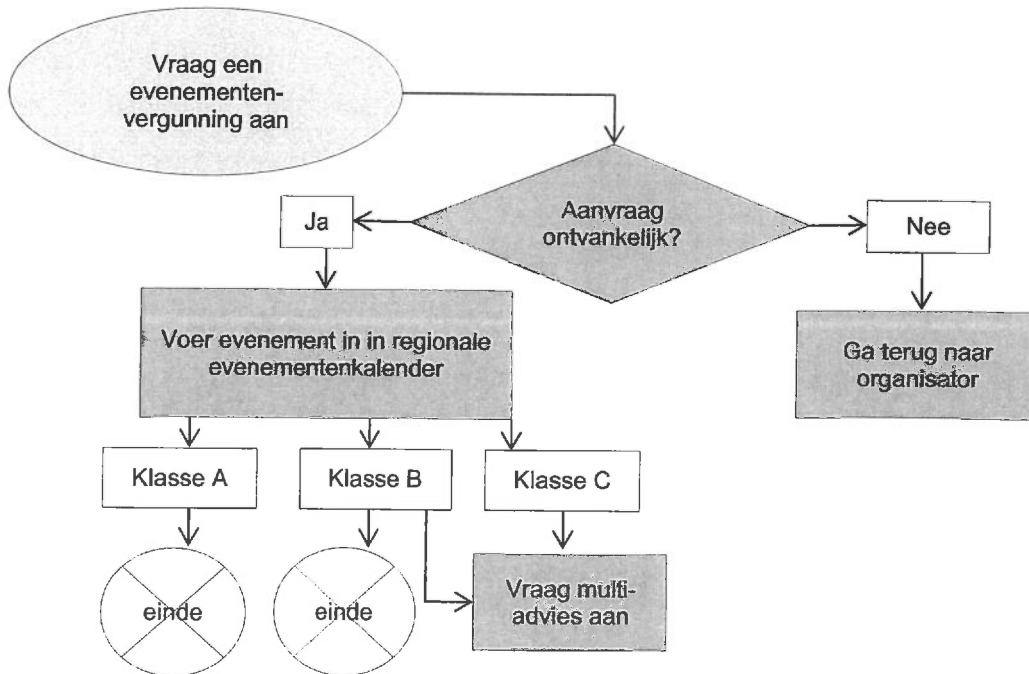 Vraag een
evenementen-
vergunning aan
Aanvraag
ontvankelijk?
Ja
Nee
Voer evenement in in regionale
evenementenkalender
Ga terug naar
organisator
Klasse A
Klasse B
Klasse C
einde
einde
Vraag multi-
advies aan